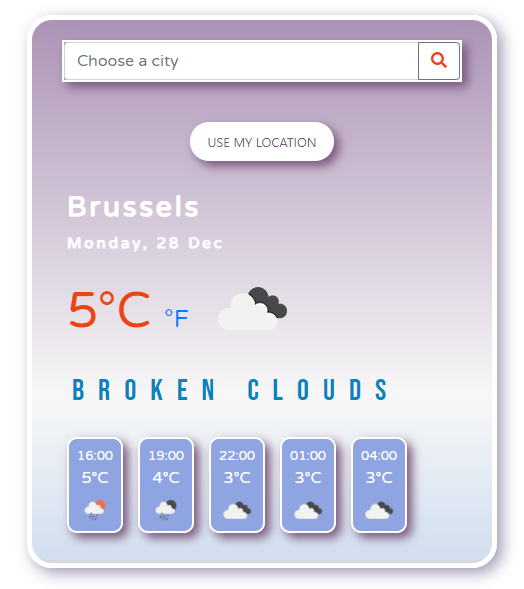 Choose a city
USE MY LOCATION
Brussels
Monday, 28 Dec
5°C °F
BROKEN CLOUDS
16:00 19:00 22:00 01:00 04:00
5°C 4°C 3°C 3°C 3°C